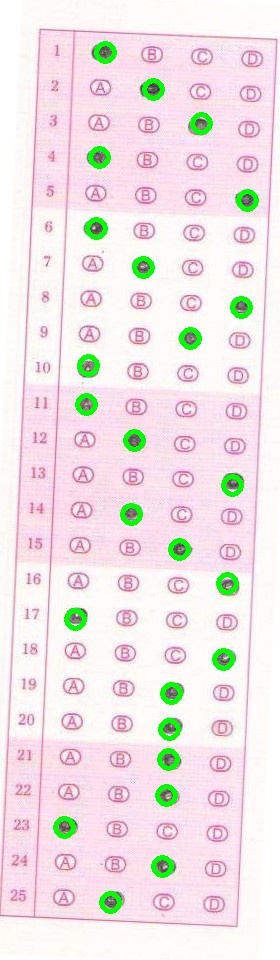 1 B C D
2 A C D
3 A B D
4 B C D
5 A B C
6 B C D
7 A C D
8 A B C
9 A B D
10 B C D
11 B C D
12 A C D
13 A B C
14 A C D
15 A B D
16 A B C
17 B C D
18 A B C
19 A B D
20 A B D
21 A B D
22 A B D
23 B C D
24 A B D
25 A C D